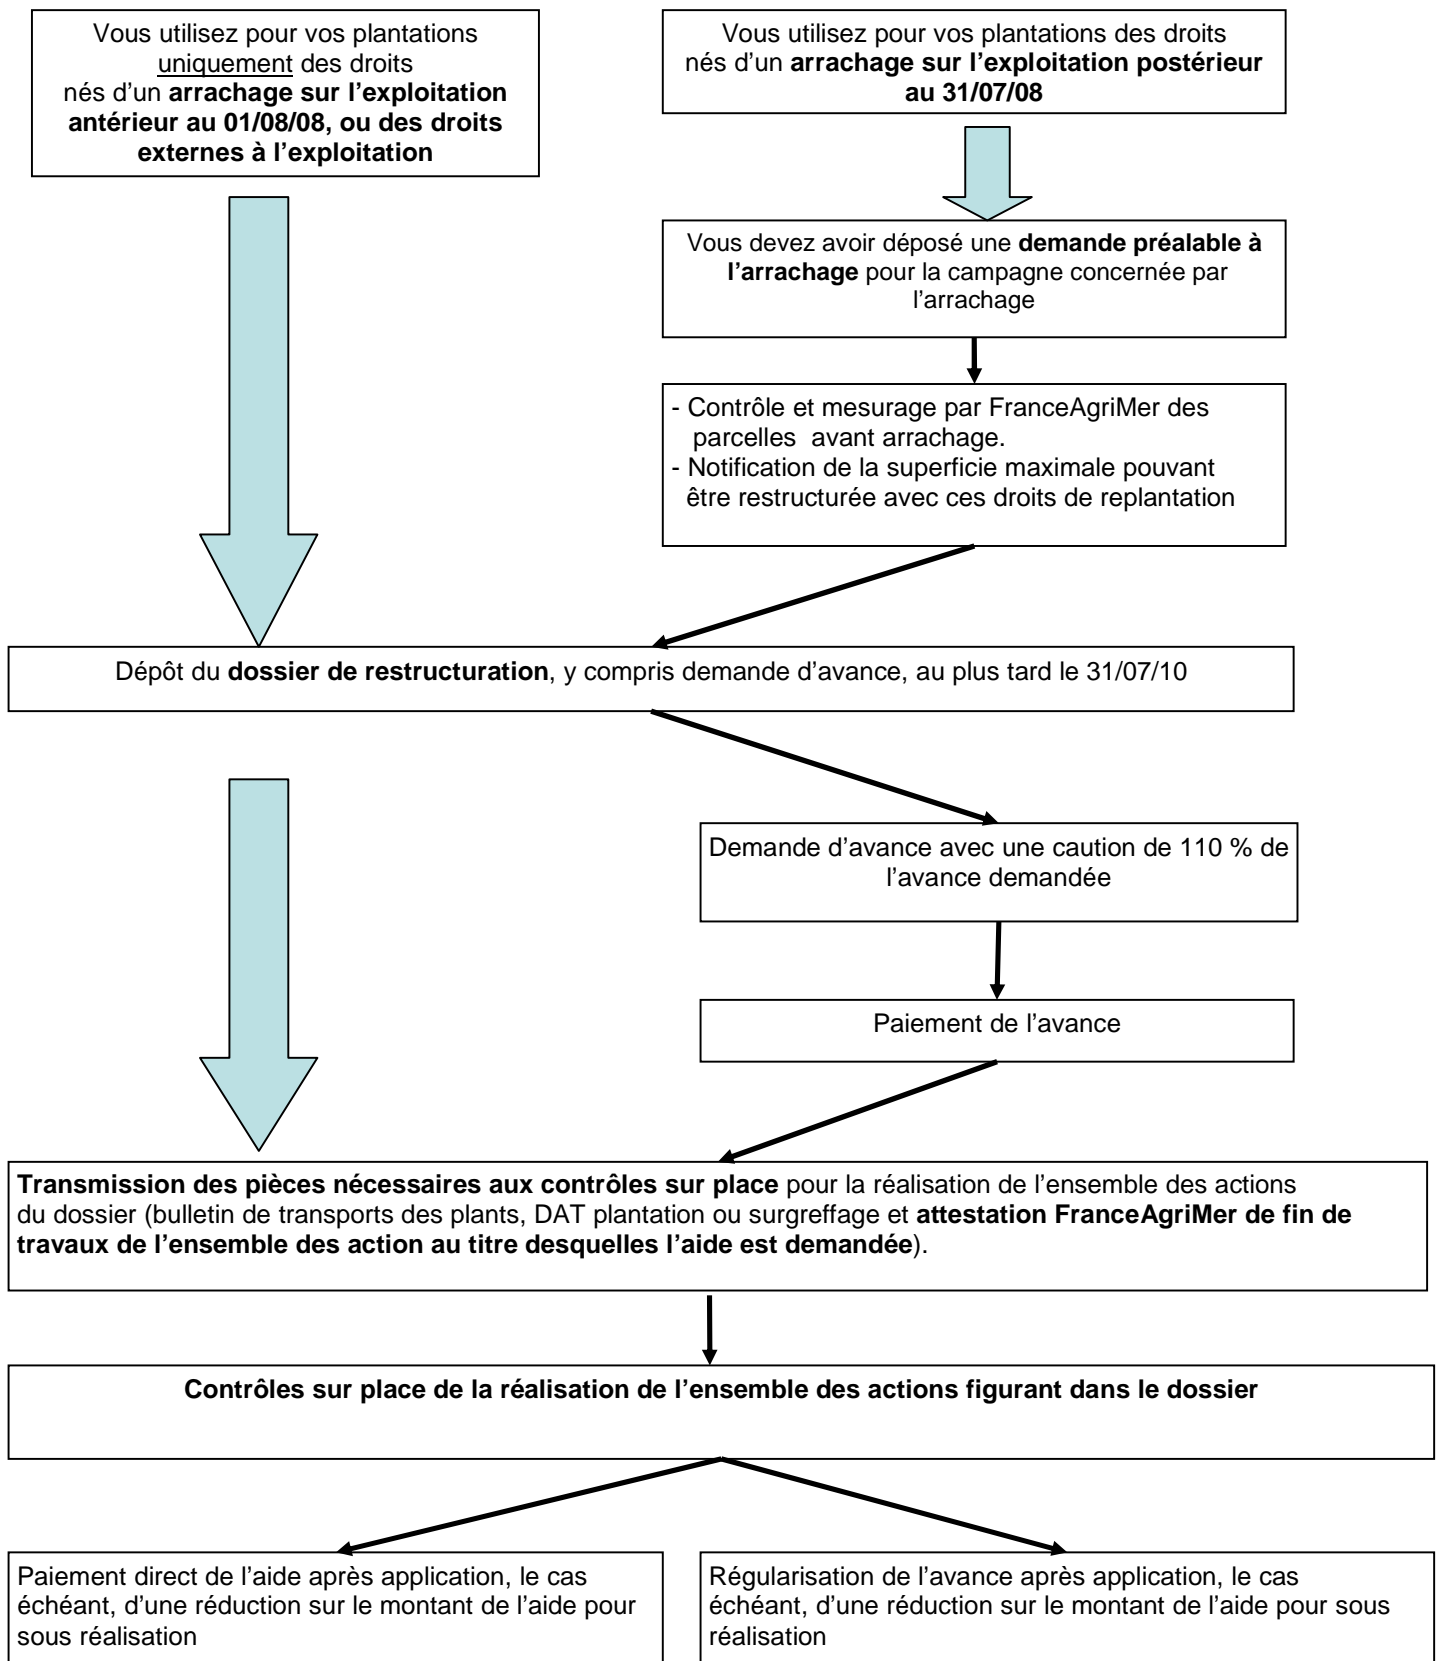 Vous utilisez pour vos plantations
uniquement des droits
nés d'un arrachage sur l'exploitation
antérieur au 01/08/08, ou des droits
externes à l'exploitation
Vous utilisez pour vos plantations des droits
nés d'un arrachage sur l'exploitation postérieur
au 31/07/08
Vous devez avoir déposé une demande préalable à
l'arrachage pour la campagne concernée par
l'arrachage
- Contrôle et mesurage par FranceAgriMer des
parcelles avant arrachage.
- Notification de la superficie maximale pouvant
être restructurée avec ces droits de replantation
Dépôt du dossier de restructuration, y compris demande d'avance, au plus tard le 31/07/10
Demande d'avance avec une caution de 110 % de
l'avance demandée
Paiement de l'avance
Transmission des pièces nécessaires aux contrôles sur place pour la réalisation de l'ensemble des actions
du dossier (bulletin de transports des plants, DAT plantation ou surgreffage et attestation FranceAgriMer de fin de
travaux de l'ensemble des action au titre desquelles l'aide est demandée).
Contrôles sur place de la réalisation de l'ensemble des actions figurant dans le dossier
Paiement direct de l'aide après application, le cas
échéant, d'une réduction sur le montant de l'aide pour
sous réalisation
Régularisation de l'avance après application, le cas
échéant, d'une réduction sur le montant de l'aide pour sous
réalisation